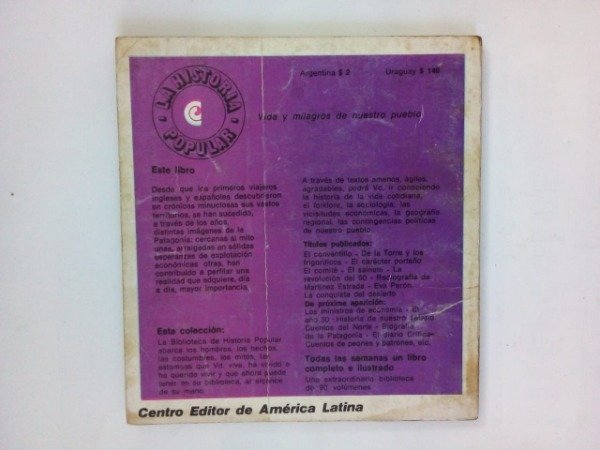 LA HISTORIA POPULAR
Argentina $ 2
Uruguay $ 140
Vida y milagros de nuestro pueblo
Este libro
Desde que los primeros viajeros
ingleses y españoles descubrieron
en crónicas minuciosas sus vastos
territorios, se han sucedido,
a través de los años,
distintas imágenes de la
Patagonia: cercanas al mito
unas, arraigadas en sólidas
esperanzas de explotación
económicas otras, han
contribuido a perfilar una
realidad que adquiere, día
a día, mayor importancia.
Esta colección:
La Biblioteca de Historia Popular
abarca los hombres, los hechos,
las costumbres, los mitos, las
estampas que Vd. vive, ha vivido o
ha querido vivir y que ahora puede
tener en su biblioteca, al alcance
de su mano.
A través de textos amenos, ágiles,
agradables, podrá Vd. ir conociendo
la historia de la vida cotidiana,
el folklore, la sociología, las
vicisitudes económicas, la geografía
regional, las contingencias políticas
de nuestro pueblo.
Títulos publicados:
El conventillo - De la Torre y los
frigoríficos - El carácter porteño
El comité - El sainete - La
revolución del 90 - Radiografía de
Martínez Estrada - Eva Perón.
La conquista del desierto
De próxima aparición:
Los ministros de economía - El
año 30 - Historia de nuestro
Cuentos del Norte - Biografía
de la Patagonia - El diario Crítica-
Cuentos de peones y patrones, etc.
Todas las semanas un libro
completo e ilustrado
Una extraordinaria biblioteca
de 90 volúmenes
Centro Editor de América Latina